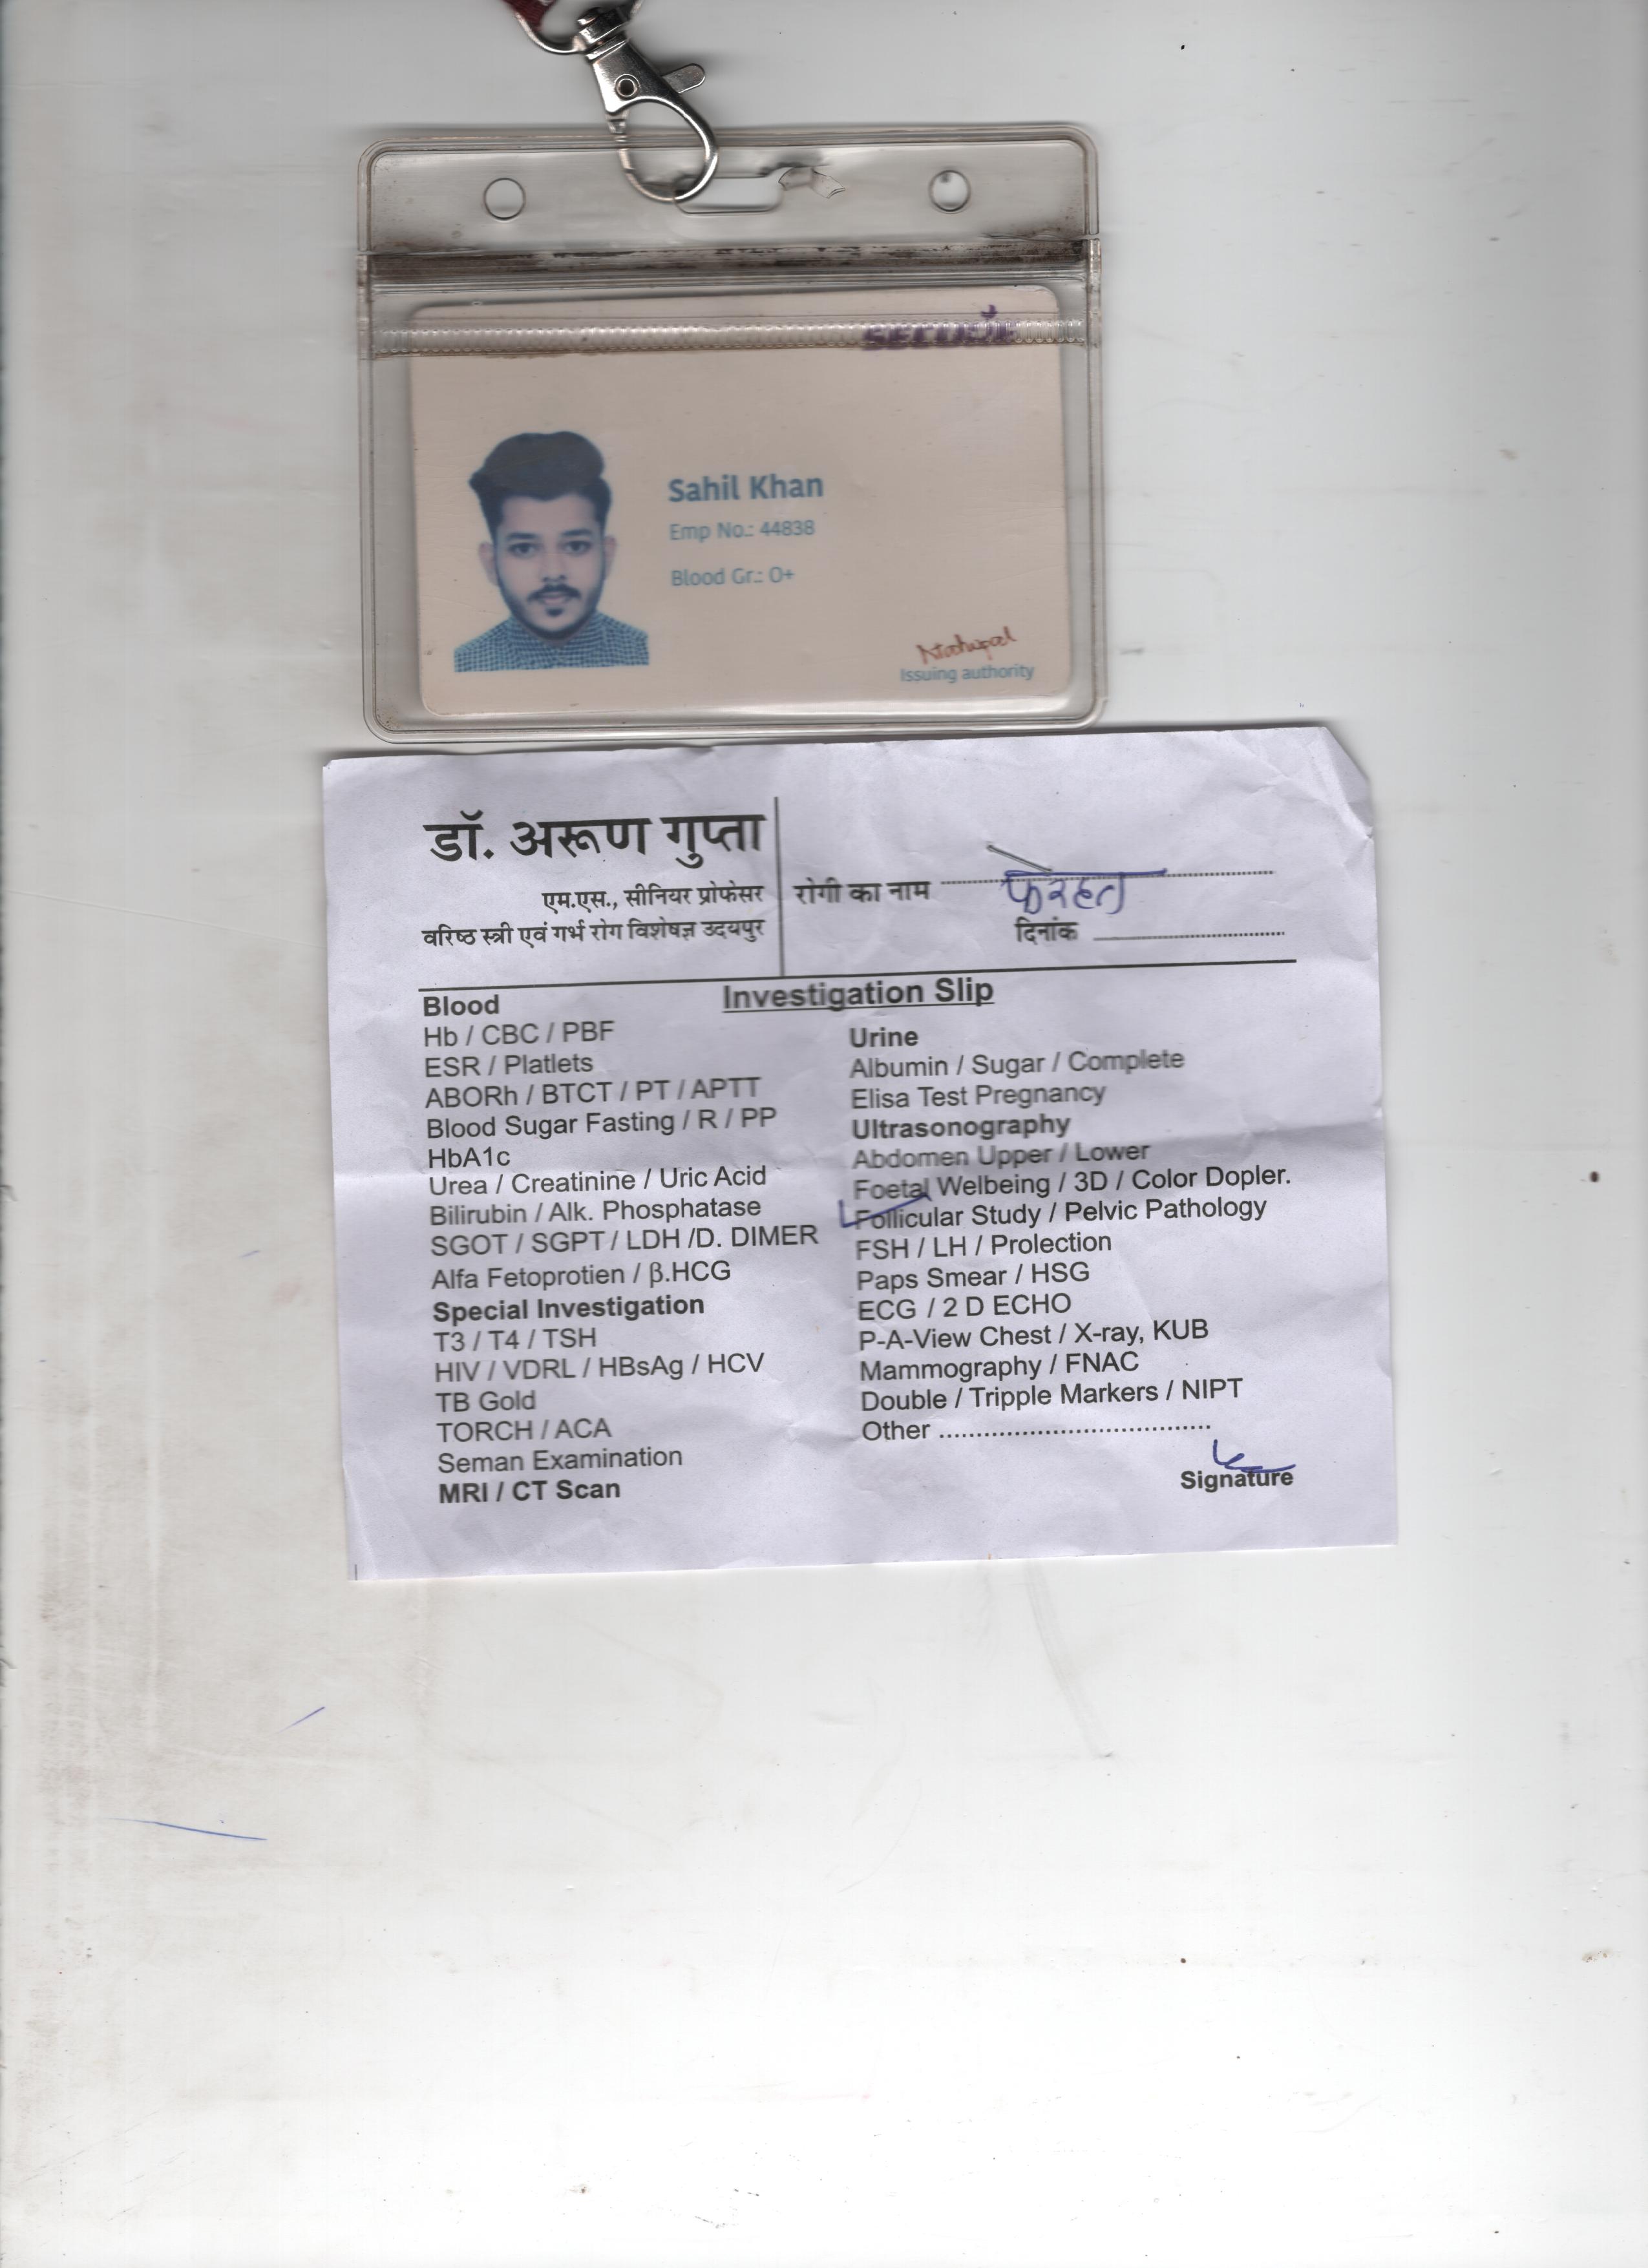 SECURE
Sahil Khan
Emp No.: 44838
Blood Gr.: O+
Issuing authority
डॉ. अरूण गुप्ता
एम.एस., सीनियर प्रोफेसर
वरिष्ठ स्त्री एवं गर्भ रोग विशेषज्ञ उदयपुर
रोगी का नाम फरहत
दिनांक
Investigation Slip
Blood
Hb / CBC / PBF
ESR / Platlets
ABORh / BTCT / PT / APTT
Blood Sugar Fasting / R / PP
HbA1c
Urea / Creatinine / Uric Acid
Bilirubin / Alk. Phosphatase
SGOT / SGPT / LDH /D. DIMER
Alfa Fetoprotien / β.HCG
Special Investigation
T3 / T4 / TSH
HIV / VDRL / HBsAg / HCV
TB Gold
TORCH / ACA
Seman Examination
MRI / CT Scan
Urine
Albumin / Sugar / Complete
Elisa Test Pregnancy
Ultrasonography
Abdomen Upper / Lower
Foetal Welbeing / 3D / Color Dopler.
Follicular Study / Pelvic Pathology
FSH / LH / Prolection
Paps Smear / HSG
ECG / 2 D ECHO
P-A-View Chest / X-ray, KUB
Mammography / FNAC
Double / Tripple Markers / NIPT
Other ....................................
Signature